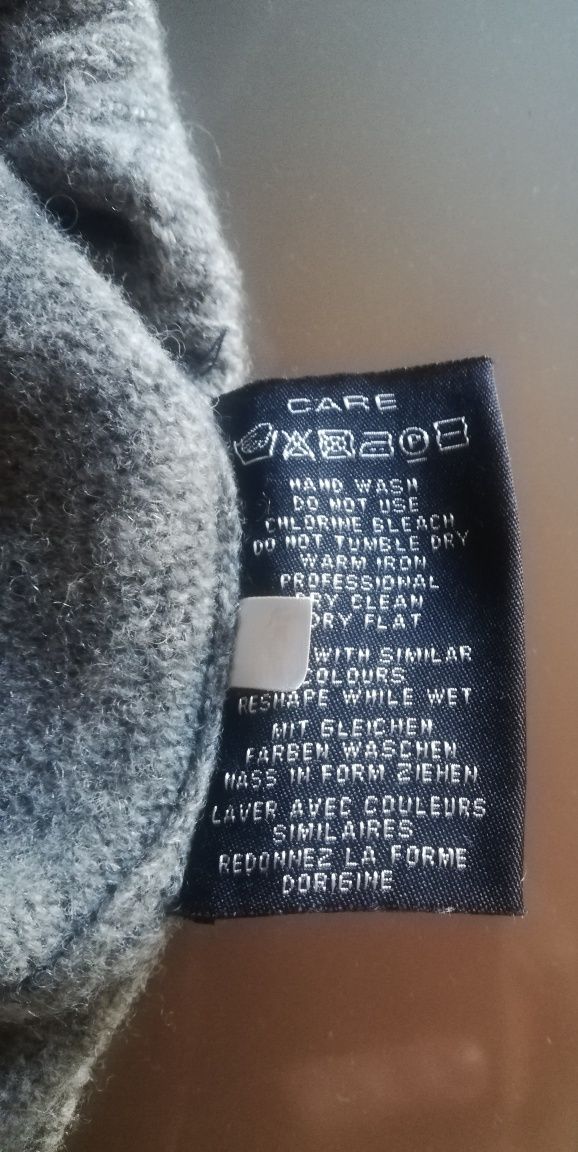 CARE
P
HAND WASH
DO NOT USE
CHLORINE BLEACH
DO NOT TUMBLE DRY
WARM IRON
PROFESSIONAL
DRY CLEAN
DRY FLAT
WITH SIMILAR
COLOURS
RESHAPE WHILE WET
MIT GLEICHEN
FARBEN WASCHEN
NASS IN FORM ZIEHEN
LAVER AVEC COULEURS
SIMILAIRES
REDONNEZ LA FORME
DORIGINE